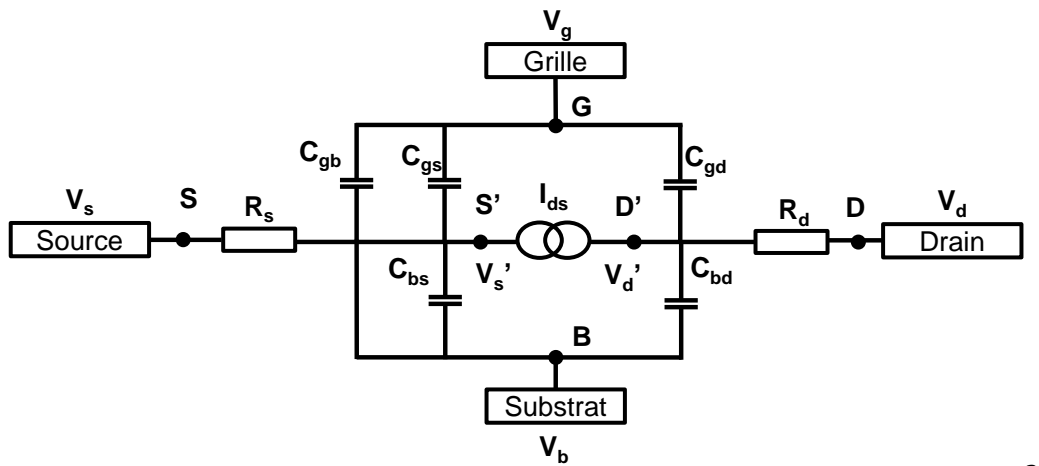 Vg
Grille
G
Cgb
Cgs
Cgd
Vs
S
Rs
S’
Ids
D’
Rd
D
Vd
Source
Drain
Cbs
Vs’
Vd’
Cbd
B
Substrat
Vb